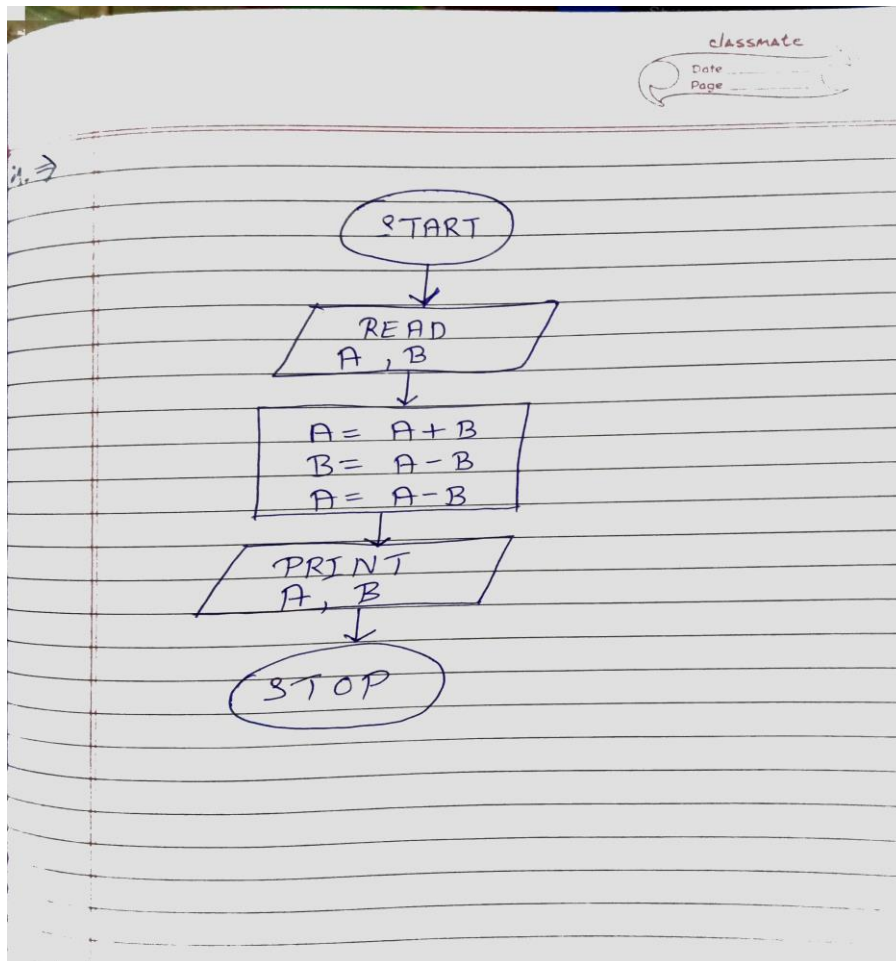 classmate
Date
Page
START
READ
A , B
A = A + B
B = A - B
A = A - B
PRINT
A, B
STOP